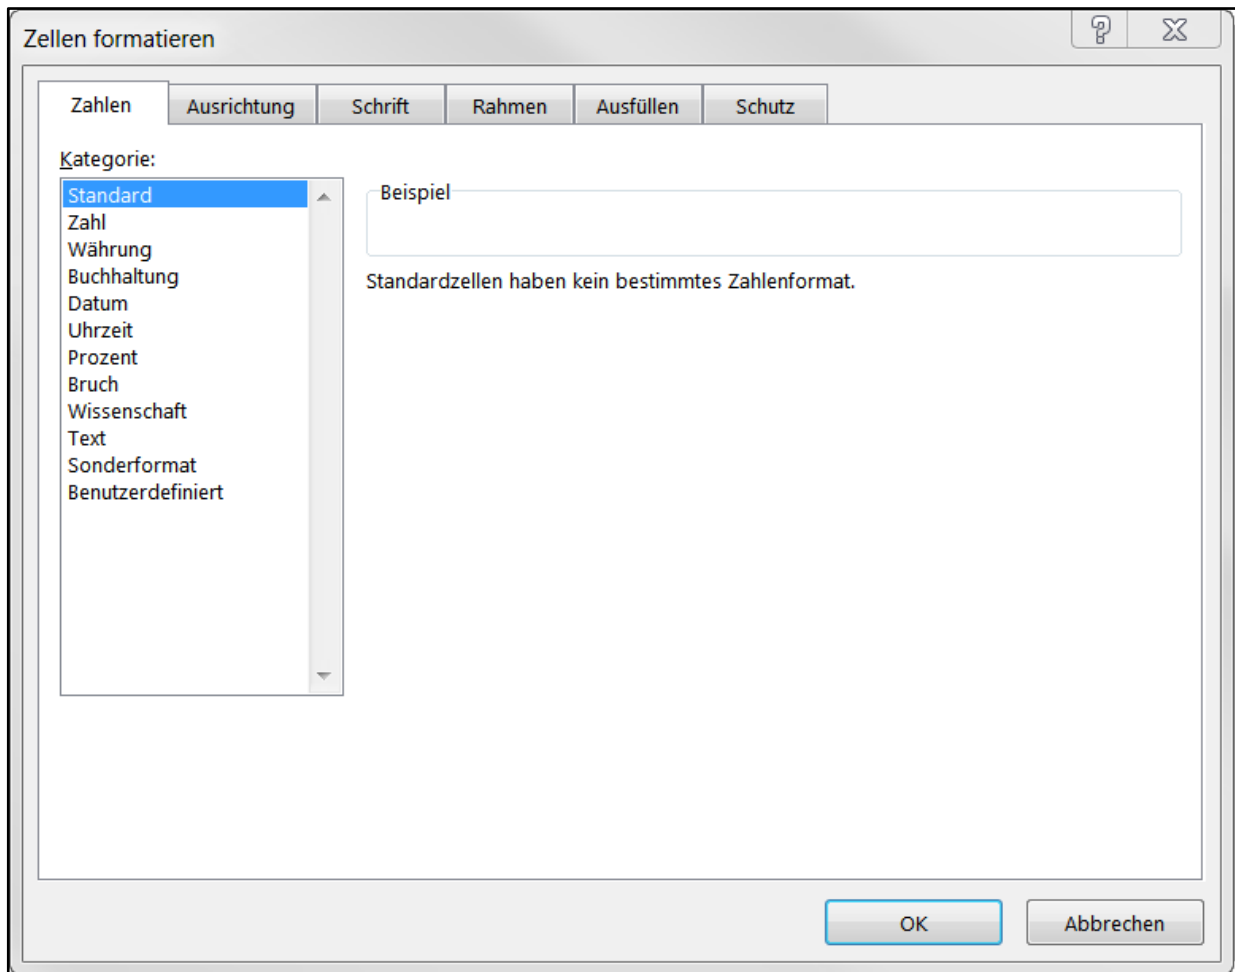 Zellen formatieren
Zahlen Ausrichtung Schrift Rahmen Ausfüllen Schutz
Kategorie:
Standard
Zahl
Währung
Buchhaltung
Datum
Uhrzeit
Prozent
Bruch
Wissenschaft
Text
Sonderformat
Benutzerdefiniert
Beispiel
Standardzellen haben kein bestimmtes Zahlenformat.
OK Abbrechen